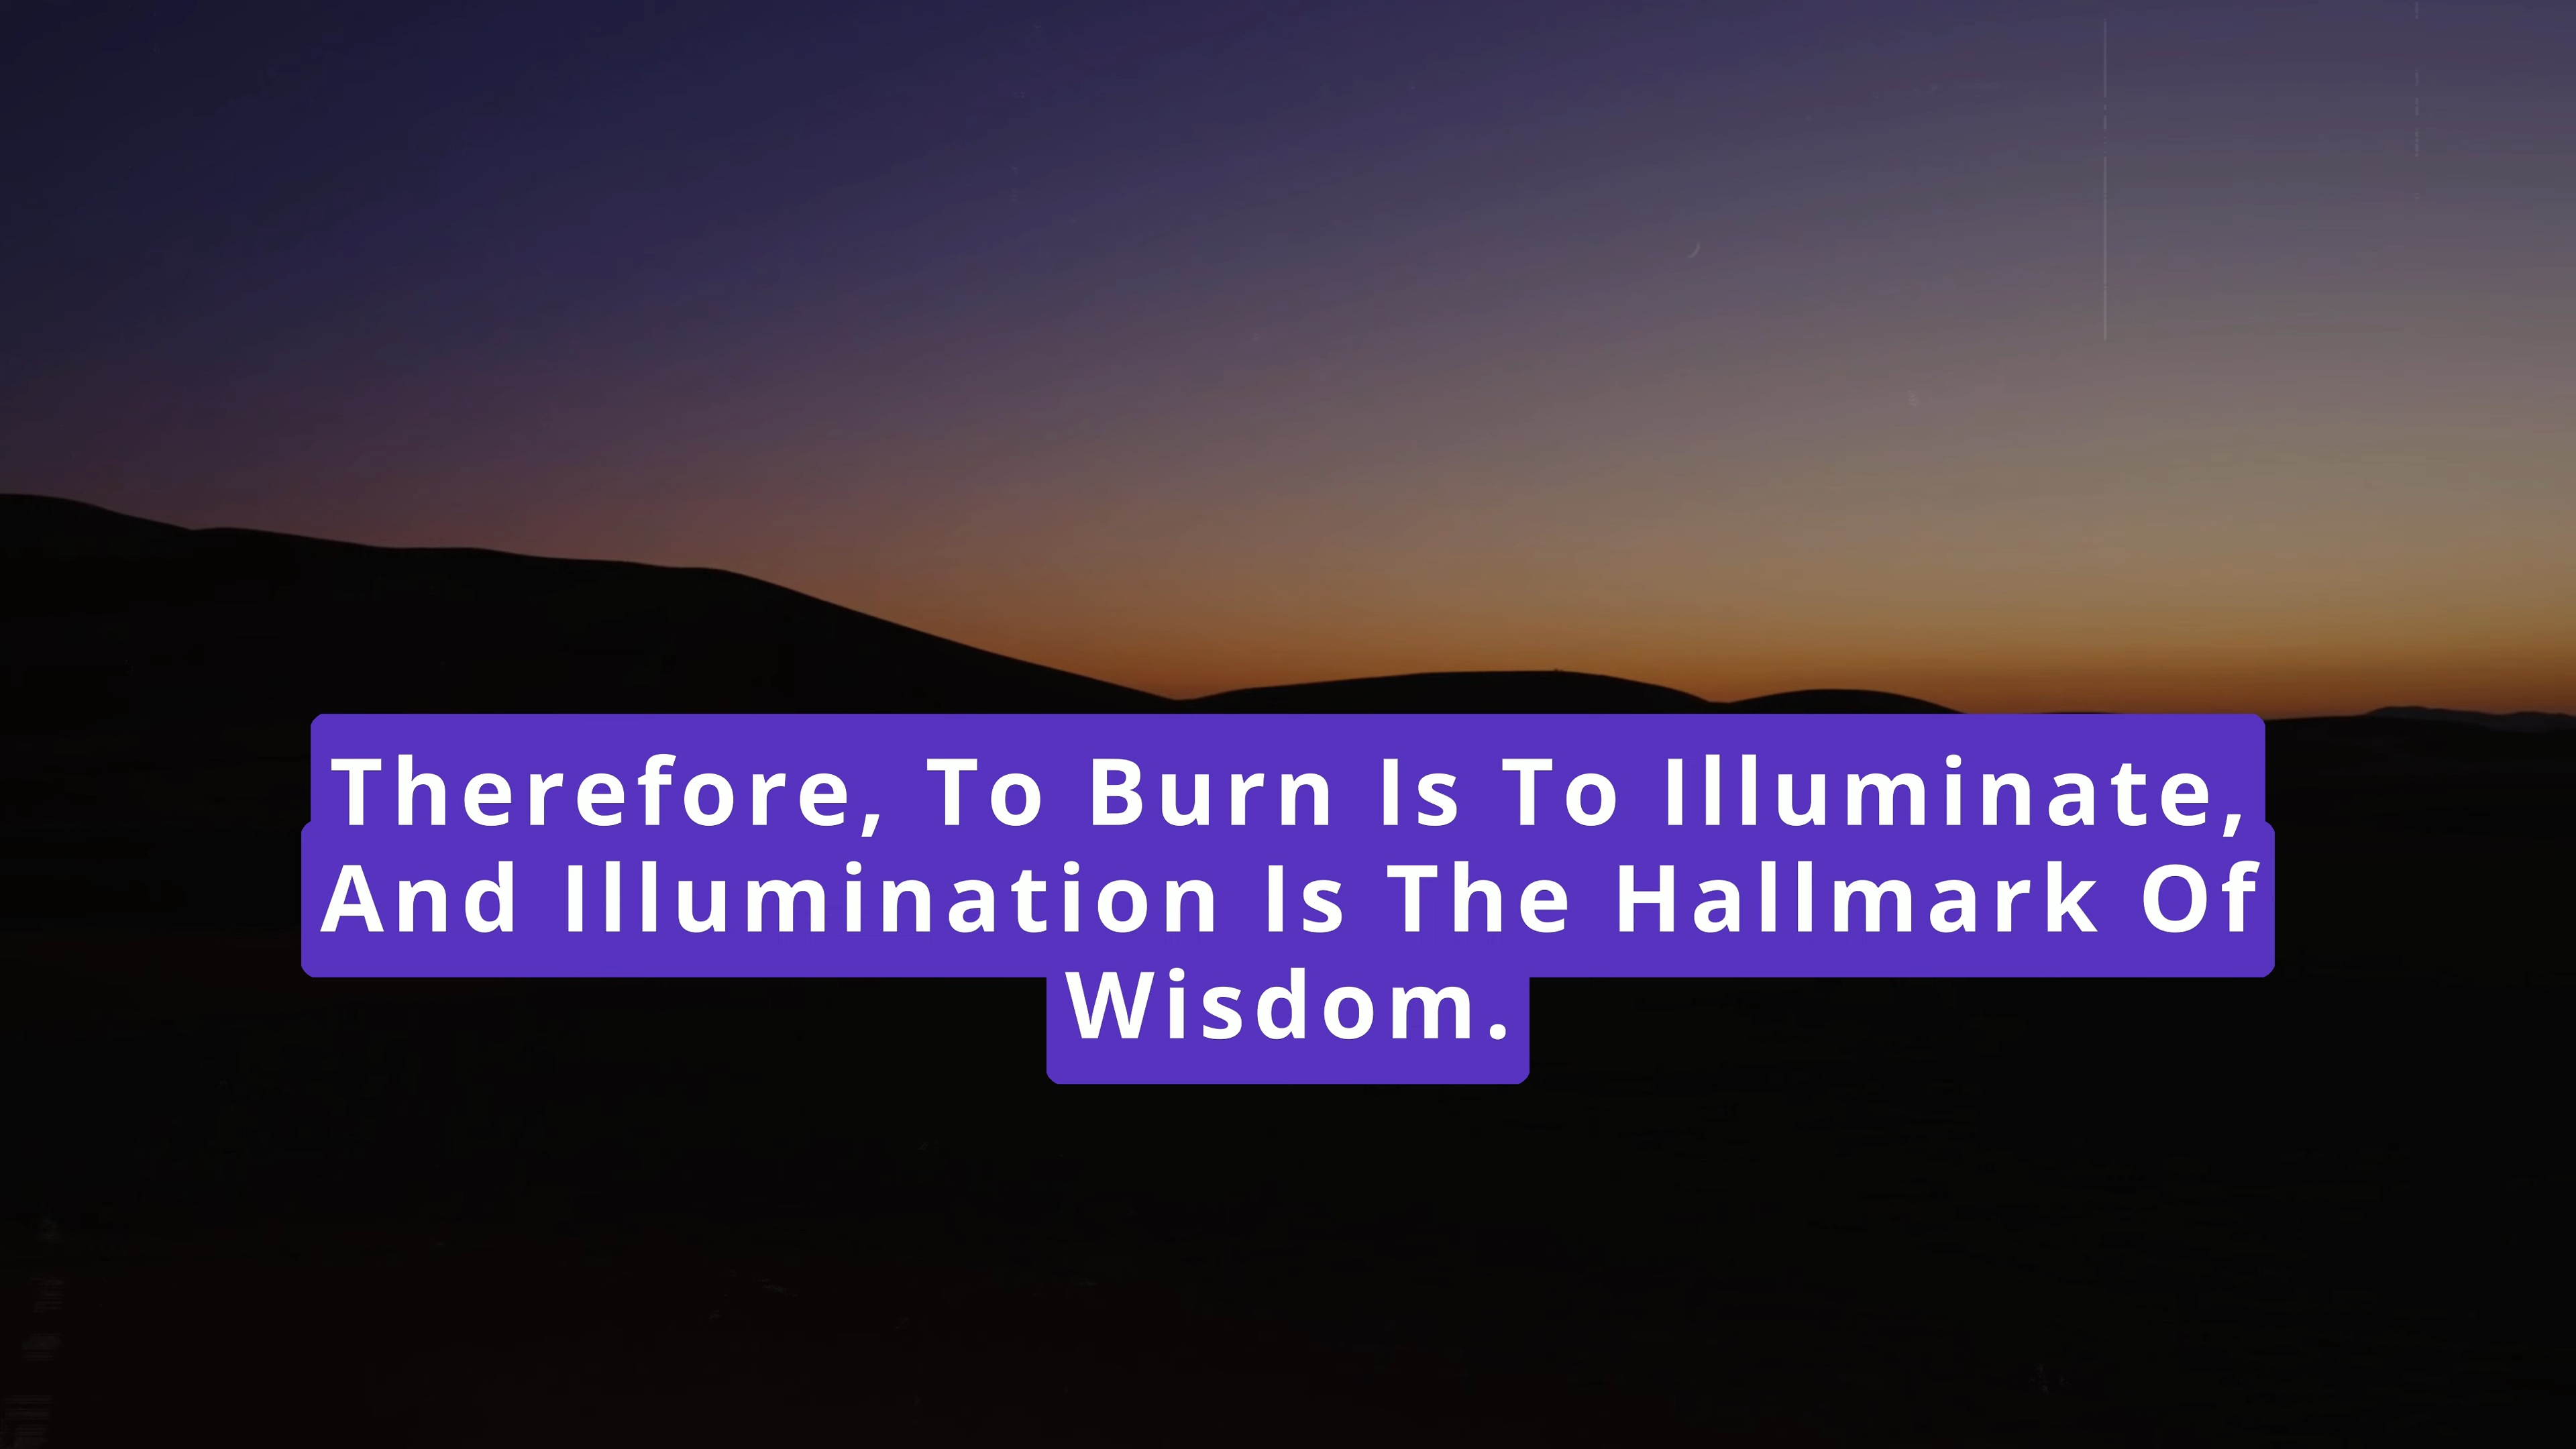 Therefore, To Burn Is To Illuminate,
And Illumination Is The Hallmark Of
Wisdom.